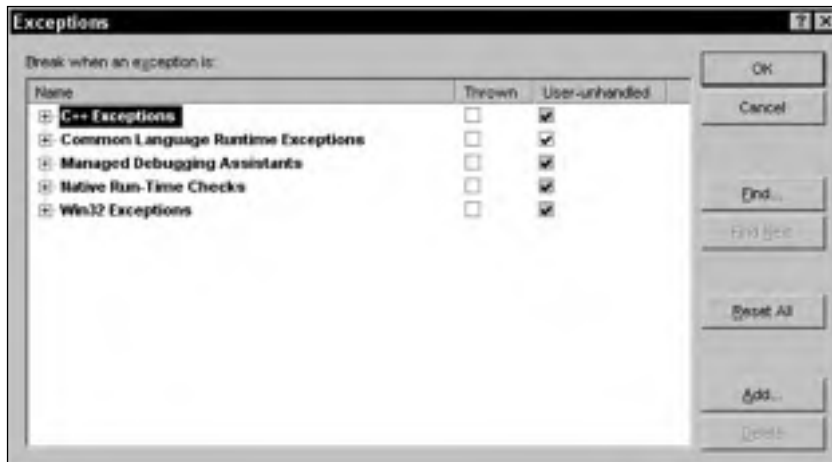 Exceptions
Break when an exception is:
Name Thrown User-unhandled
C++ Exceptions
Common Language Runtime Exceptions
Managed Debugging Assistants
Native Run-Time Checks
Win32 Exceptions
OK
Cancel
Find...
Find Next
Reset All
Add...
Delete